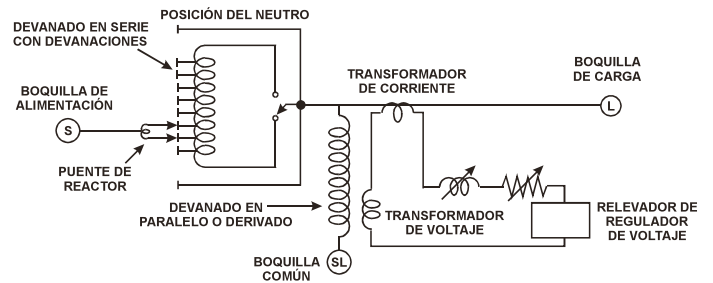 POSICIÓN DEL NEUTRO
DEVANADO EN SERIE
CON DEVANACIONES
BOQUILLA DE
ALIMENTACIÓN
S
PUENTE DE
REACTOR
TRANSFORMADOR
DE CORRIENTE
BOQUILLA
DE CARGA
L
DEVANADO EN
PARALELO O DERIVADO
TRANSFORMADOR
DE VOLTAJE
RELEVADOR DE
REGULADOR
DE VOLTAJE
BOQUILLA
COMÚN
SL